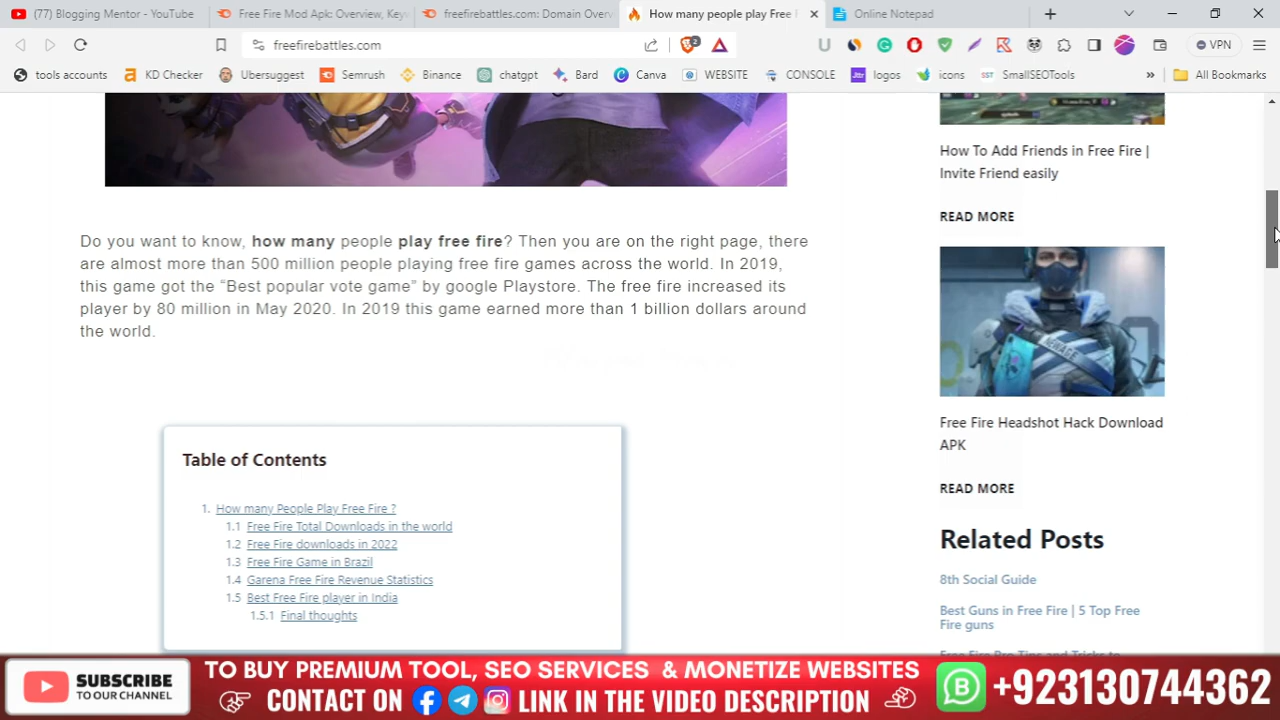 (77) Blogging Mentor - YouTube
Free Fire Mod Apk: Overview, Keyw
freefirebattles.com: Domain Overv
How many people play Free F
Online Notepad
freefirebattles.com
2
VPN
tools accounts
KD Checker
Ubersuggest
Semrush
Binance
chatgpt
Bard
Canva
WEBSITE
CONSOLE
logos
icons
SmallSEOTools
All Bookmarks
Do you want to know, how many people play free fire? Then you are on the right page, there
are almost more than 500 million people playing free fire games across the world. In 2019,
this game got the “Best popular vote game” by google Playstore. The free fire increased its
player by 80 million in May 2020. In 2019 this game earned more than 1 billion dollars around
the world.
Table of Contents
1. How many People Play Free Fire ?
1.1 Free Fire Total Downloads in the world
1.2 Free Fire downloads in 2022
1.3 Free Fire Game in Brazil
1.4 Garena Free Fire Revenue Statistics
1.5 Best Free Fire player in India
1.5.1 Final thoughts
How To Add Friends in Free Fire |
Invite Friend easily
READ MORE
Free Fire Headshot Hack Download
APK
READ MORE
Related Posts
8th Social Guide
Best Guns in Free Fire | 5 Top Free
Fire guns
Free Fire Pro Tips and Tricks to
SUBSCRIBE
TO OUR CHANNEL
TO BUY PREMIUM TOOL, SEO SERVICES & MONETIZE WEBSITES
CONTACT ON
LINK IN THE VIDEO DESCRIPTION
+923130744362